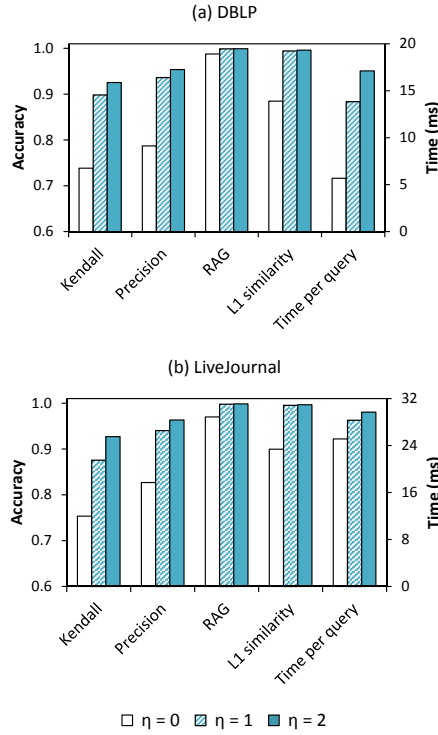 (a) DBLP
Accuracy
1.0
0.9
0.8
0.7
0.6
20
15
10
5
0
Time (ms)
Kendall
Precision
RAG
L1 similarity
Time per query
(b) LiveJournal
Accuracy
1.0
0.9
0.8
0.7
0.6
32
24
16
8
0
Time (ms)
Kendall
Precision
RAG
L1 similarity
Time per query
η = 0 η = 1 η = 2